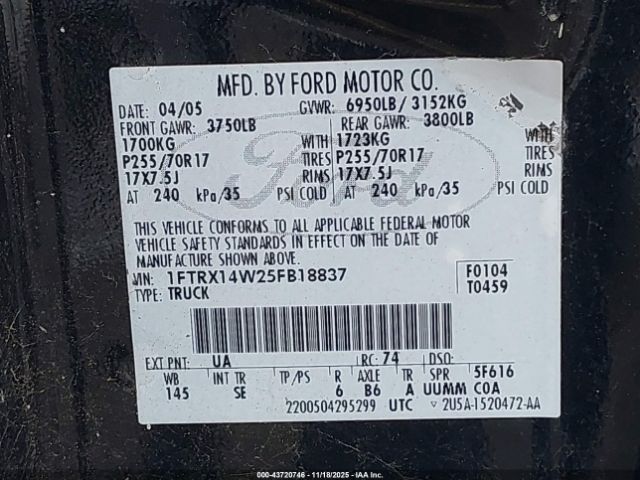 MFD. BY FORD MOTOR CO.
DATE: 04/05 GVWR: 6950LB/ 3152KG
FRONT GAWR: 3750LB REAR GAWR: 3800LB
1700KG WITH 1723KG WITH
P255/70R17 TIRES P255/70R17 TIRES
17X7.5J RIMS 17X7.5J RIMS
AT 240 kPa/35 PSI COLD AT 240 kPa/35 PSI COLD
Ford
THIS VEHICLE CONFORMS TO ALL APPLICABLE FEDERAL MOTOR
VEHICLE SAFETY STANDARDS IN EFFECT ON THE DATE OF
MANUFACTURE SHOWN ABOVE.
VIN: 1FTRX14W25FB18837 F0104
TYPE: TRUCK T0459
EXT PNT: UA RC: 74 DSO:
WB INT TR TP/PS R AXLE TR SPR 5F616
145 SE 6 B6 A UUMM COA
2200504295299 UTC 2U5A-1520472-AA
© 43720746 - 11/18/2025 - IAA Inc.